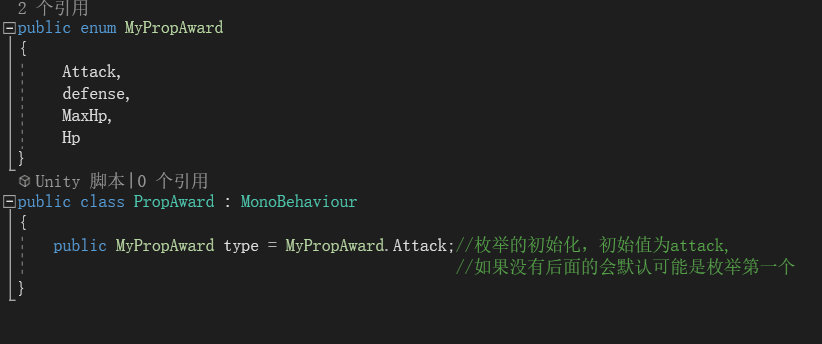 2 个引用
public enum MyPropAward
{
Attack,
defense,
MaxHp,
Hp
}
Unity 脚本|0 个引用
public class PropAward : MonoBehaviour
{
public MyPropAward type = MyPropAward.Attack;//枚举的初始化，初始值为attack,
//如果没有后面的会默认可能是枚举第一个
}